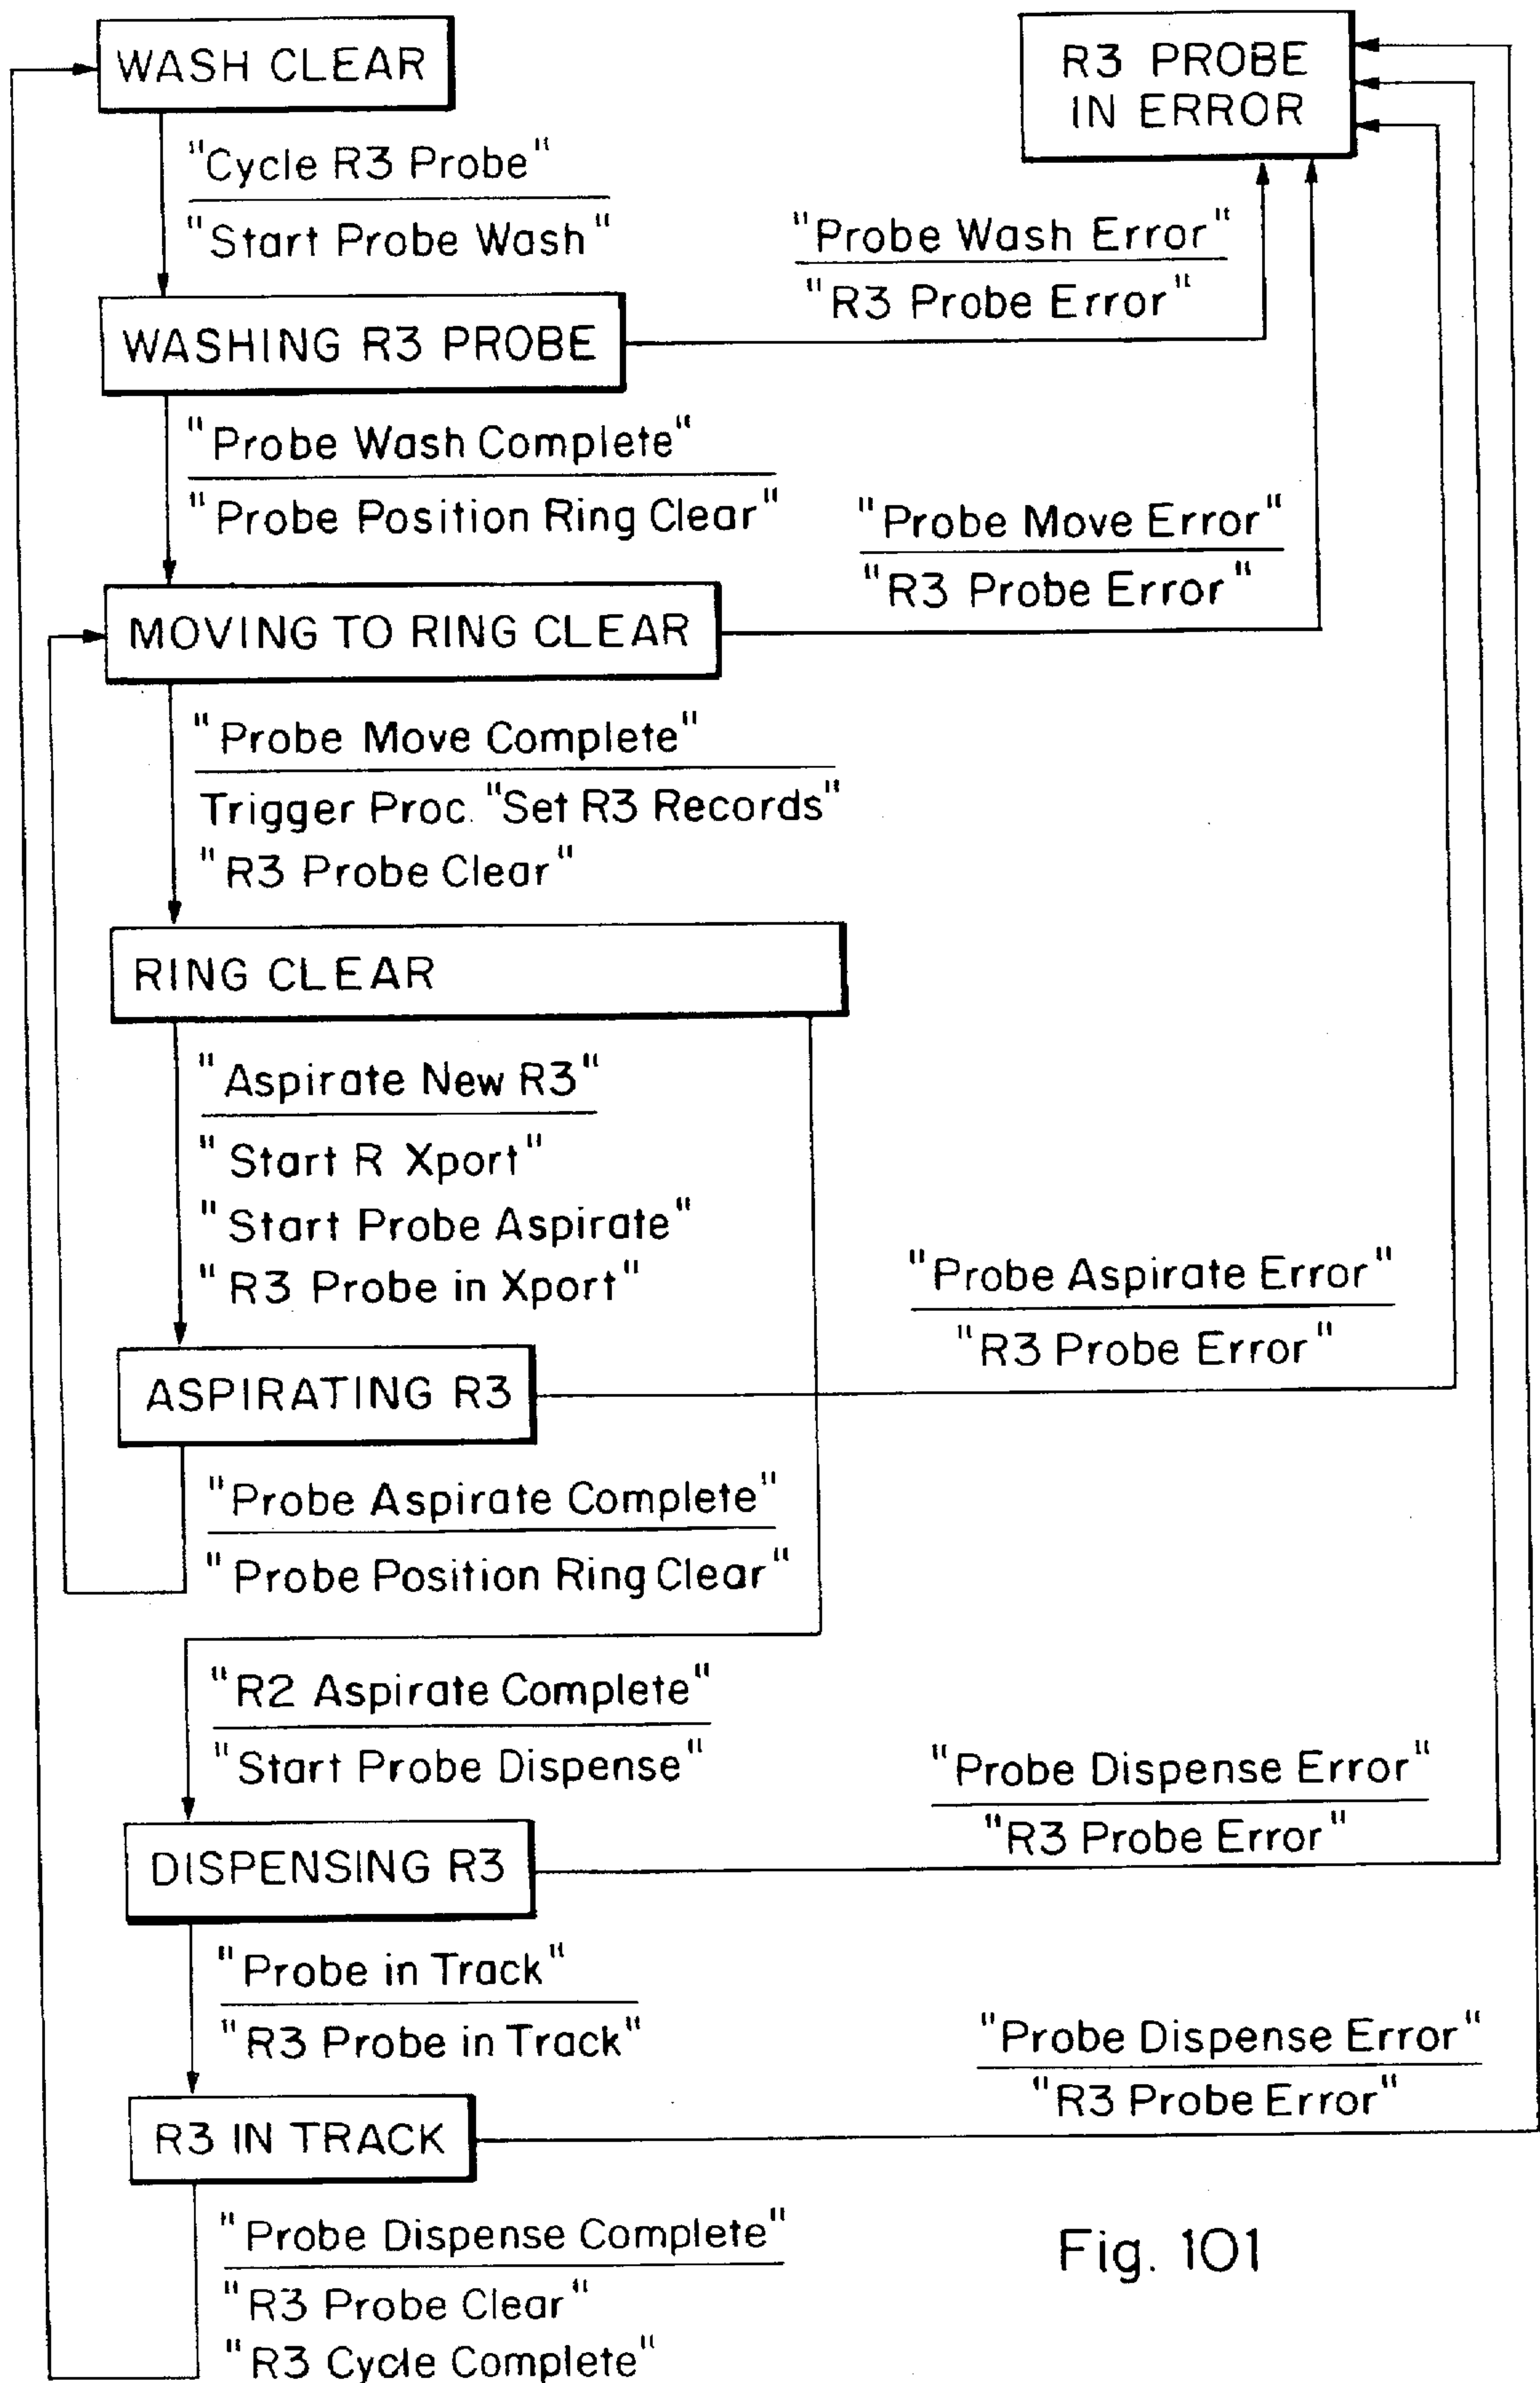 WASH CLEAR
R3 PROBE
IN ERROR
"Cycle R3 Probe"
"Start Probe Wash"
"Probe Wash Error"
"R3 Probe Error"
WASHING R3 PROBE
"Probe Wash Complete"
"Probe Position Ring Clear"
"Probe Move Error"
"R3 Probe Error"
MOVING TO RING CLEAR
"Probe Move Complete"
Trigger Proc. "Set R3 Records"
"R3 Probe Clear"
RING CLEAR
"Aspirate New R3"
"Start R Xport"
"Start Probe Aspirate"
"R3 Probe in Xport"
"Probe Aspirate Error"
"R3 Probe Error"
ASPIRATING R3
"Probe Aspirate Complete"
"Probe Position Ring Clear"
"R2 Aspirate Complete"
"Start Probe Dispense"
"Probe Dispense Error"
"R3 Probe Error"
DISPENSING R3
"Probe in Track"
"R3 Probe in Track"
"Probe Dispense Error"
"R3 Probe Error"
R3 IN TRACK
"Probe Dispense Complete"
"R3 Probe Clear"
"R3 Cycle Complete"
Fig. 101